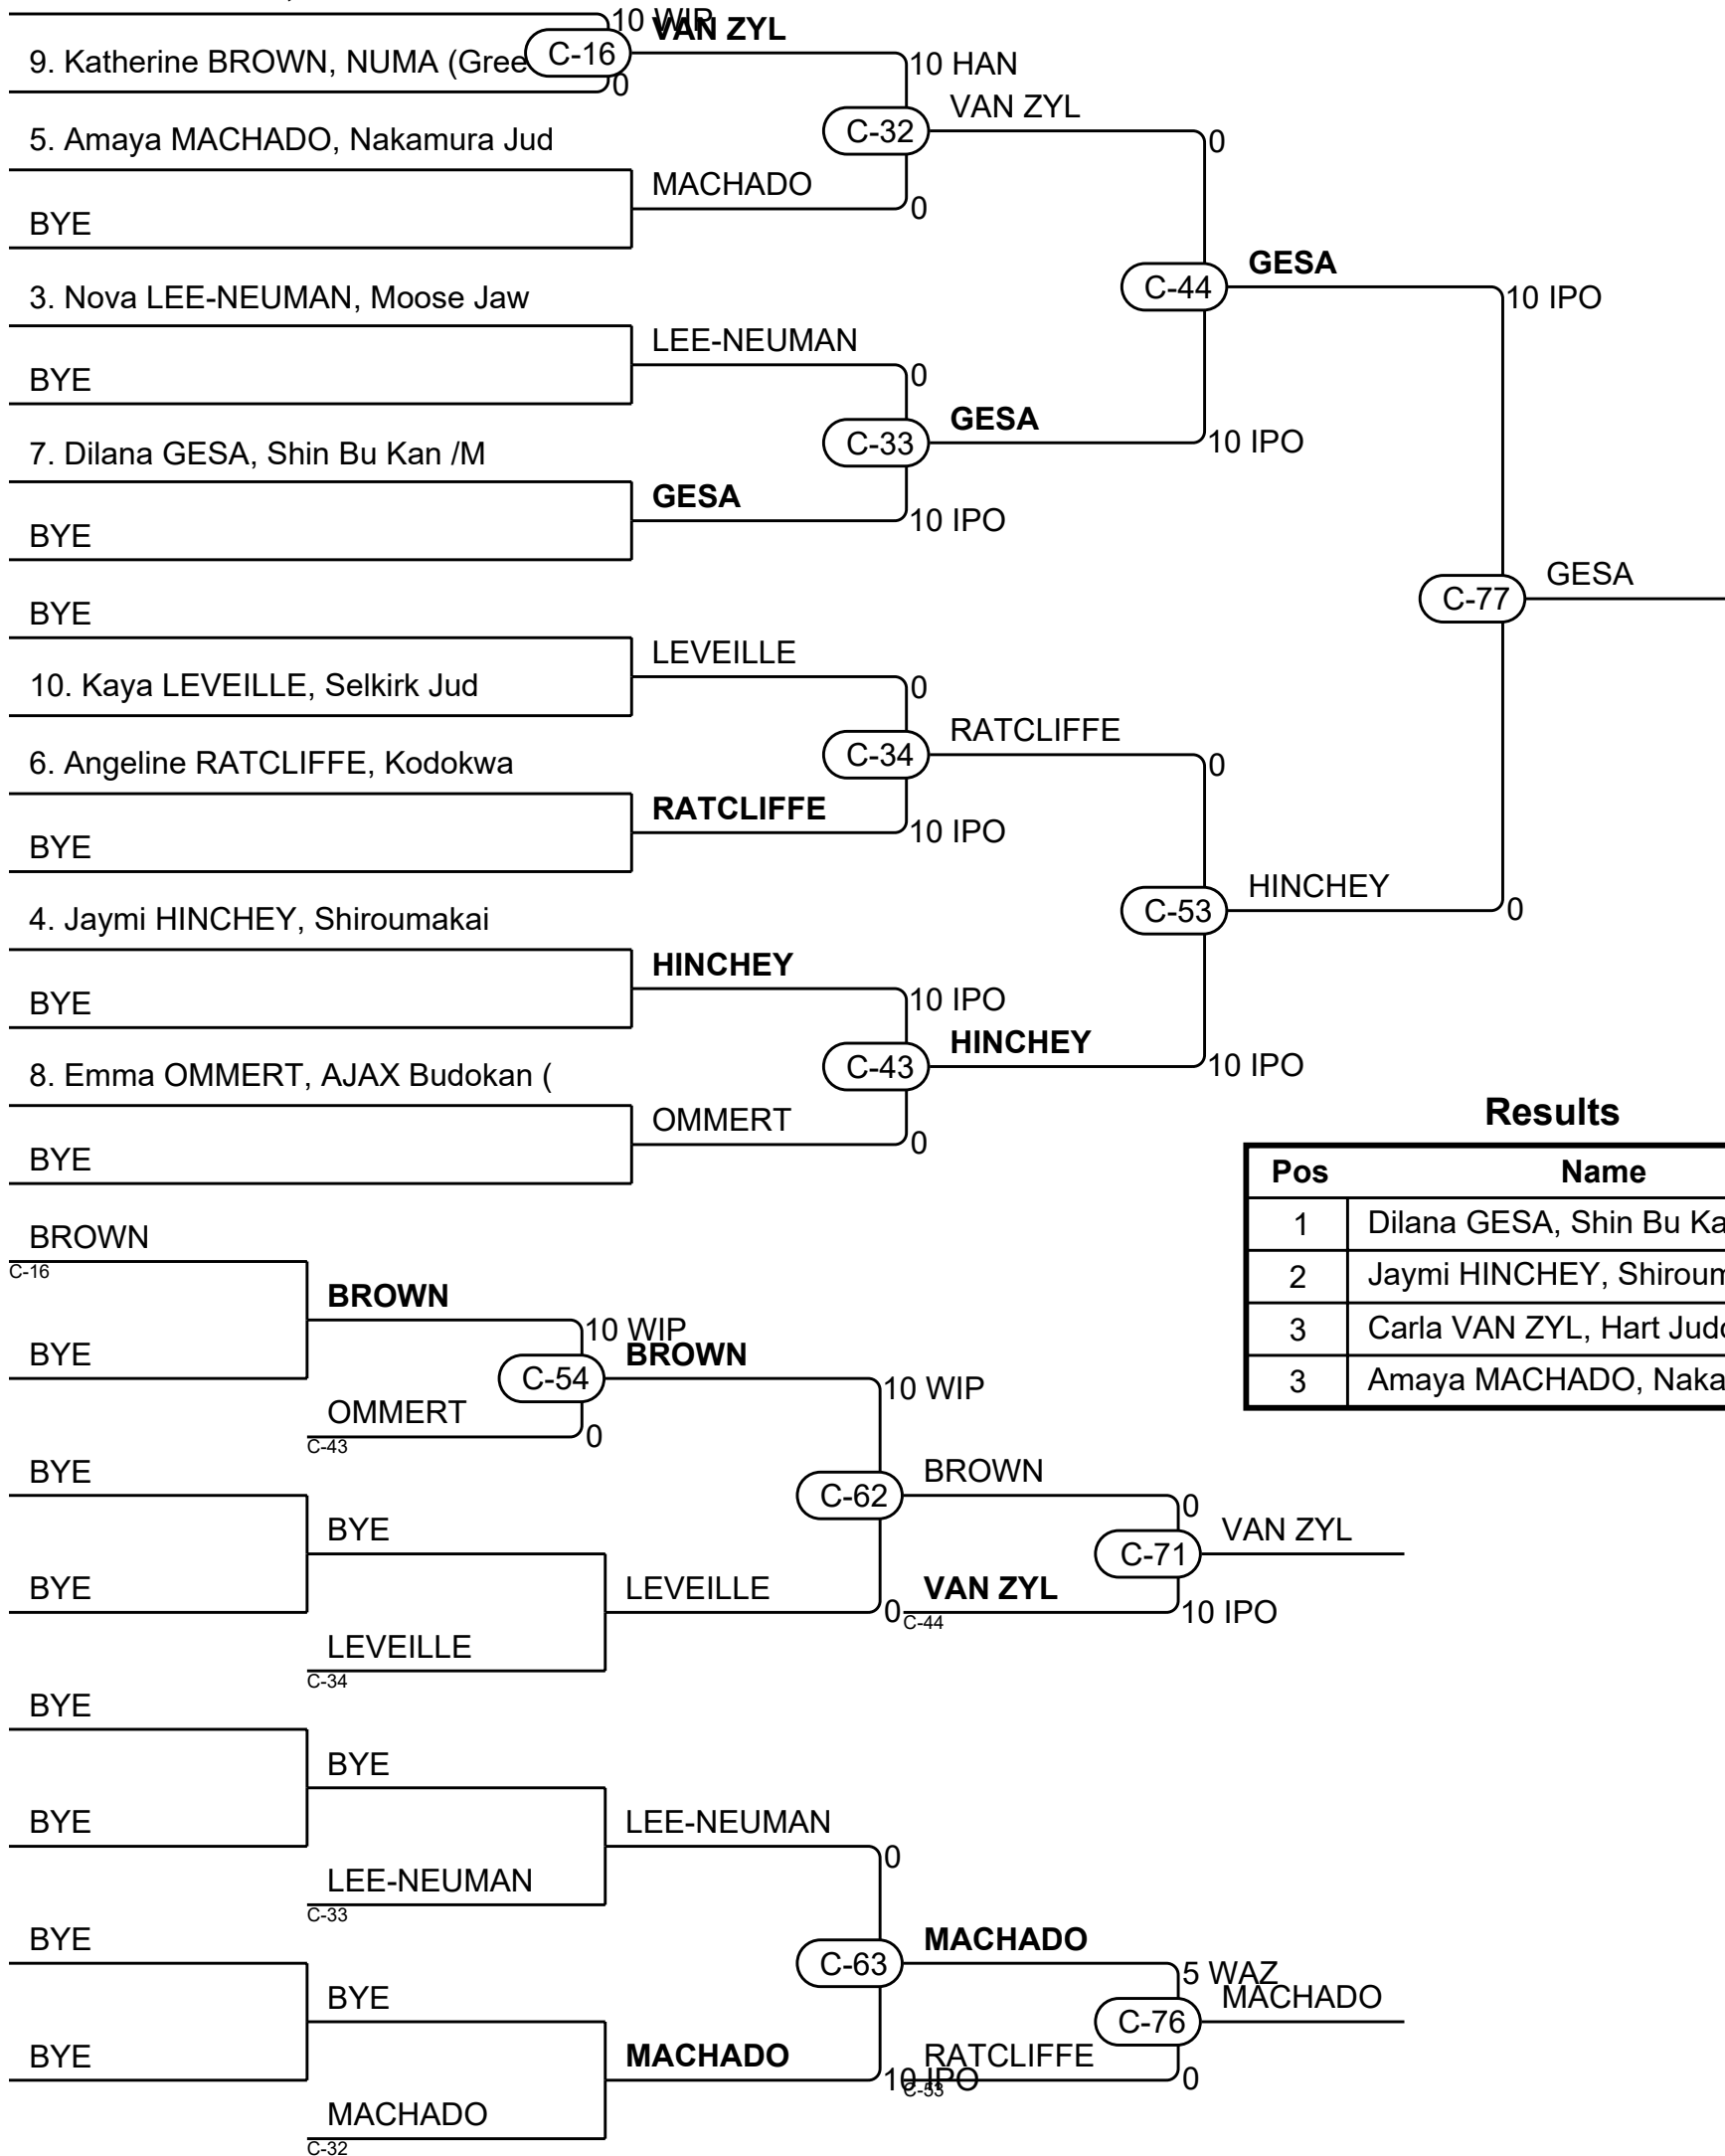 10 WIP
VAN ZYL
C-16
9. Katherine BROWN, NUMA (Gree
0
10 HAN
VAN ZYL
5. Amaya MACHADO, Nakamura Jud
C-32
0
MACHADO
0
BYE
GESA
C-44
10 IPO
3. Nova LEE-NEUMAN, Moose Jaw
LEE-NEUMAN
0
BYE
GESA
C-33
10 IPO
7. Dilana GESA, Shin Bu Kan /M
GESA
10 IPO
BYE
GESA
C-77
BYE
LEVEILLE
0
10. Kaya LEVEILLE, Selkirk Jud
RATCLIFFE
C-34
0
6. Angeline RATCLIFFE, Kodokwa
RATCLIFFE
10 IPO
BYE
HINCHEY
C-53
0
4. Jaymi HINCHEY, Shiroumakai
HINCHEY
10 IPO
BYE
HINCHEY
C-43
10 IPO
8. Emma OMMERT, AJAX Budokan (
OMMERT
0
BYE
Results
Pos Name
1 Dilana GESA, Shin Bu Ka
2 Jaymi HINCHEY, Shiroum
3 Carla VAN ZYL, Hart Judo
3 Amaya MACHADO, Naka
BROWN
C-16
BROWN
10 WIP
BYE
BROWN
C-54
10 WIP
OMMERT
C-43
0
BYE
BROWN
C-62
0
BYE
VAN ZYL
C-71
BYE
LEVEILLE
0
VAN ZYL
C-44
10 IPO
LEVEILLE
C-34
BYE
BYE
BYE
LEE-NEUMAN
0
LEE-NEUMAN
C-33
BYE
MACHADO
C-63
5 WAZ
MACHADO
BYE
C-76
BYE
MACHADO
10 IPO
RATCLIFFE
C-53
0
MACHADO
C-32